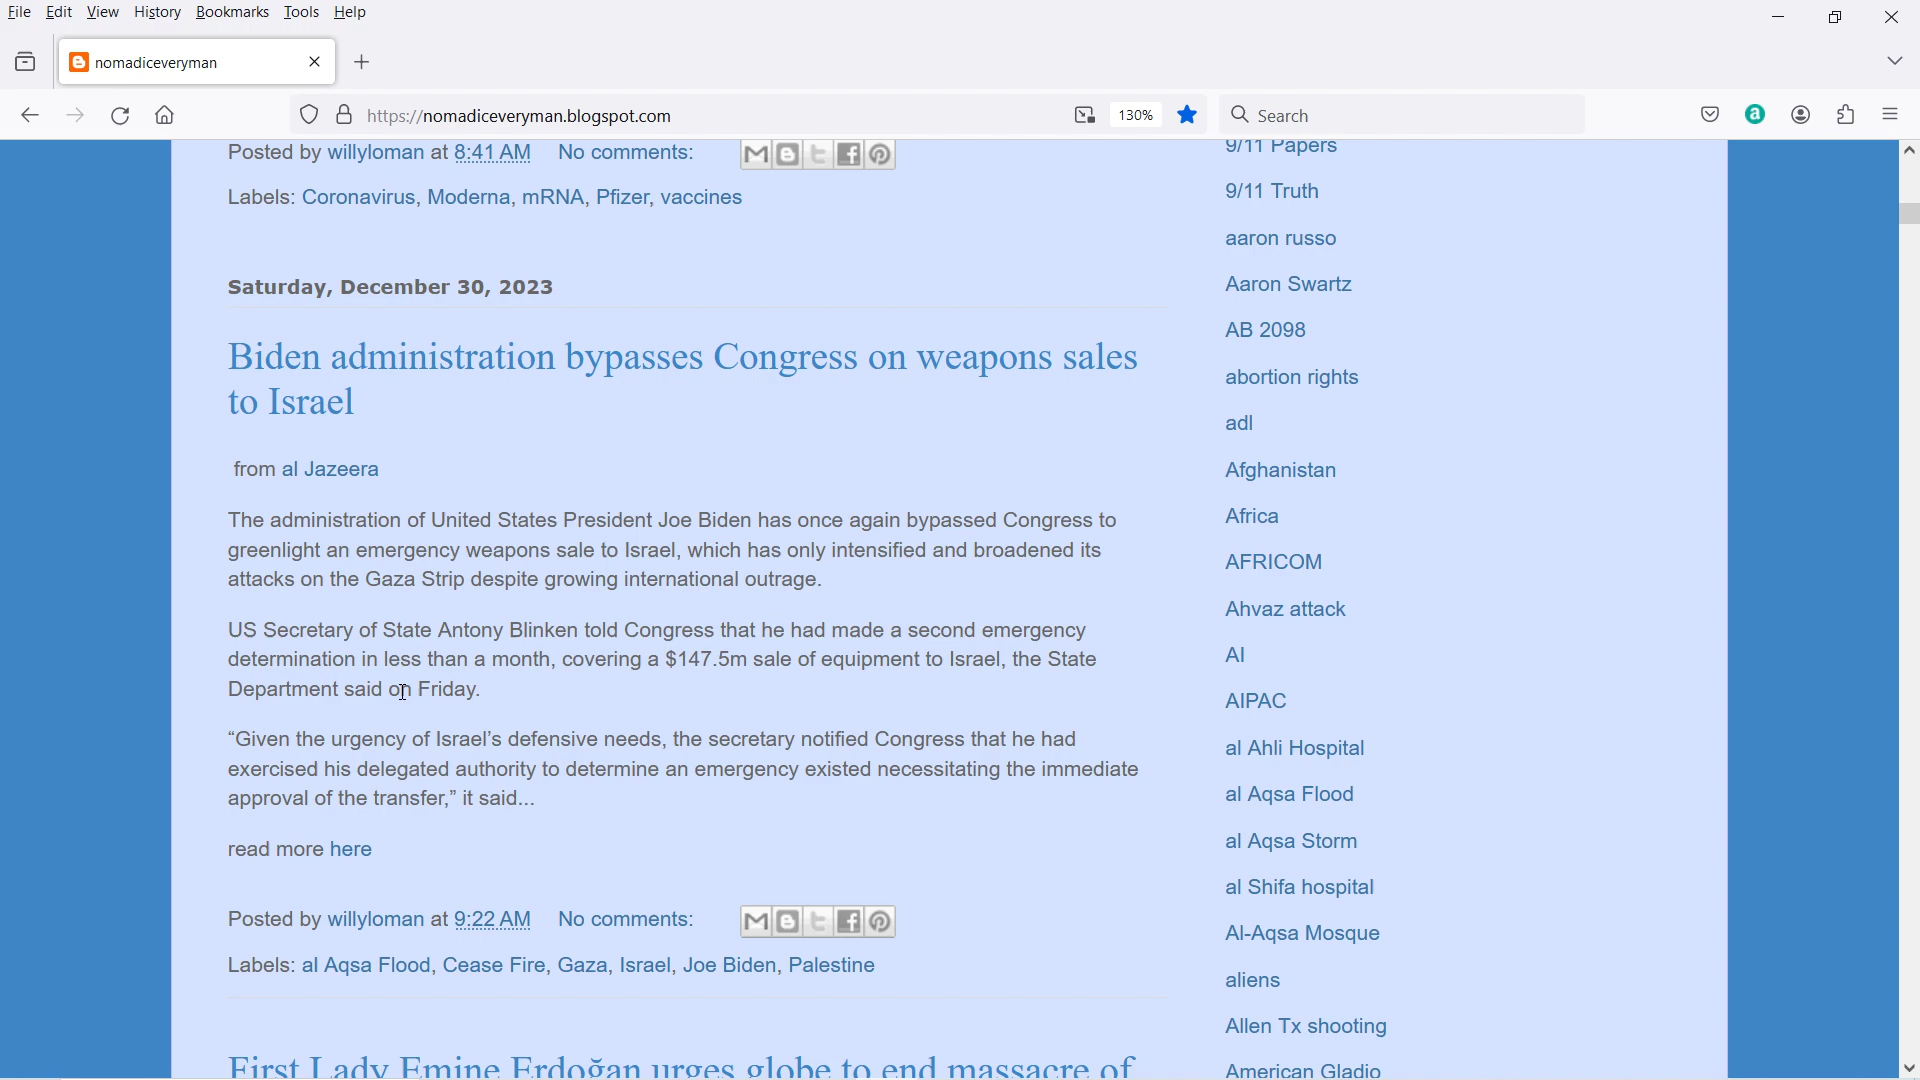 File Edit View History Bookmarks Tools Help
nomadiceveryman
https://nomadiceveryman.blogspot.com 130% Search
Posted by willyloman at 8:41 AM No comments:
Labels: Coronavirus, Moderna, mRNA, Pfizer, vaccines
Saturday, December 30, 2023
Biden administration bypasses Congress on weapons sales
to Israel
from al Jazeera
The administration of United States President Joe Biden has once again bypassed Congress to
greenlight an emergency weapons sale to Israel, which has only intensified and broadened its
attacks on the Gaza Strip despite growing international outrage.
US Secretary of State Antony Blinken told Congress that he had made a second emergency
determination in less than a month, covering a $147.5m sale of equipment to Israel, the State
Department said on Friday.
“Given the urgency of Israel’s defensive needs, the secretary notified Congress that he had
exercised his delegated authority to determine an emergency existed necessitating the immediate
approval of the transfer,” it said...
read more here
Posted by willyloman at 9:22 AM No comments:
Labels: al Aqsa Flood, Cease Fire, Gaza, Israel, Joe Biden, Palestine
First Lady Emine Erdoğan urges globe to end massacre of
9/11 Papers
9/11 Truth
aaron russo
Aaron Swartz
AB 2098
abortion rights
adl
Afghanistan
Africa
AFRICOM
Ahvaz attack
AI
AIPAC
al Ahli Hospital
al Aqsa Flood
al Aqsa Storm
al Shifa hospital
Al-Aqsa Mosque
aliens
Allen Tx shooting
American Gladio